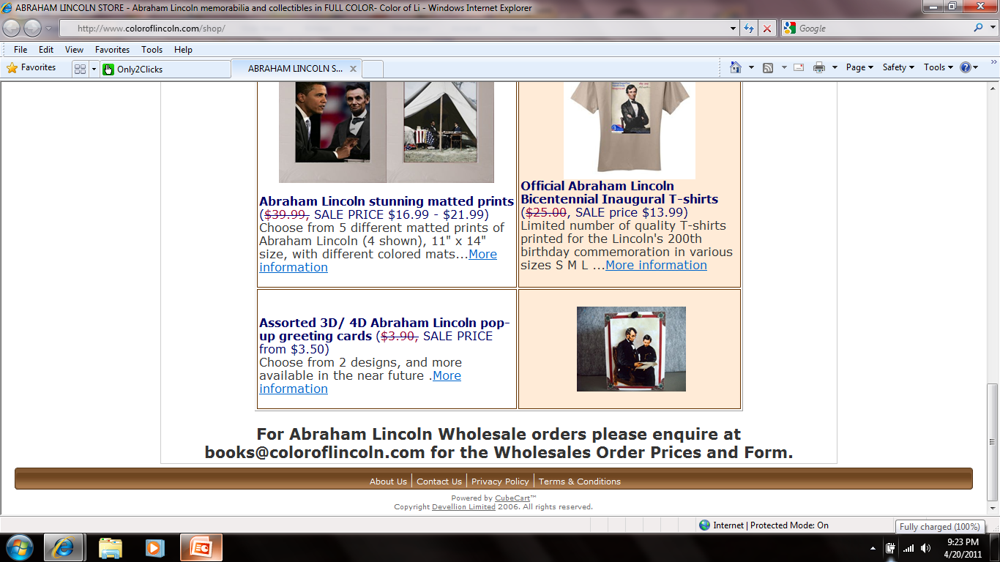 ABRAHAM LINCOLN STORE - Abraham Lincoln memorabilia and collectibles in FULL COLOR- Color of Li - Windows Internet Explorer
http://www.coloroflincoln.com/shop/
Google
File Edit View Favorites Tools Help
Favorites
Only2Clicks
ABRAHAM LINCOLN S...
Page Safety Tools
Abraham Lincoln stunning matted prints
($39.99, SALE PRICE $16.99 - $21.99)
Choose from 5 different matted prints of
Abraham Lincoln (4 shown), 11" x 14"
size, with different colored mats...More
information
Official Abraham Lincoln
Bicentennial Inaugural T-shirts
($25.00, SALE price $13.99)
Limited number of quality T-shirts
printed for the Lincoln's 200th
birthday commemoration in various
sizes S M L ...More information
Assorted 3D/ 4D Abraham Lincoln pop-
up greeting cards ($3.90, SALE PRICE
from $3.50)
Choose from 2 designs, and more
available in the near future .More
information
For Abraham Lincoln Wholesale orders please enquire at
books@coloroflincoln.com for the Wholesales Order Prices and Form.
About Us | Contact Us | Privacy Policy | Terms & Conditions
Powered by CubeCart™
Copyright Devellion Limited 2006. All rights reserved.
Internet | Protected Mode: On
Fully charged (100%)
9:23 PM
4/20/2011